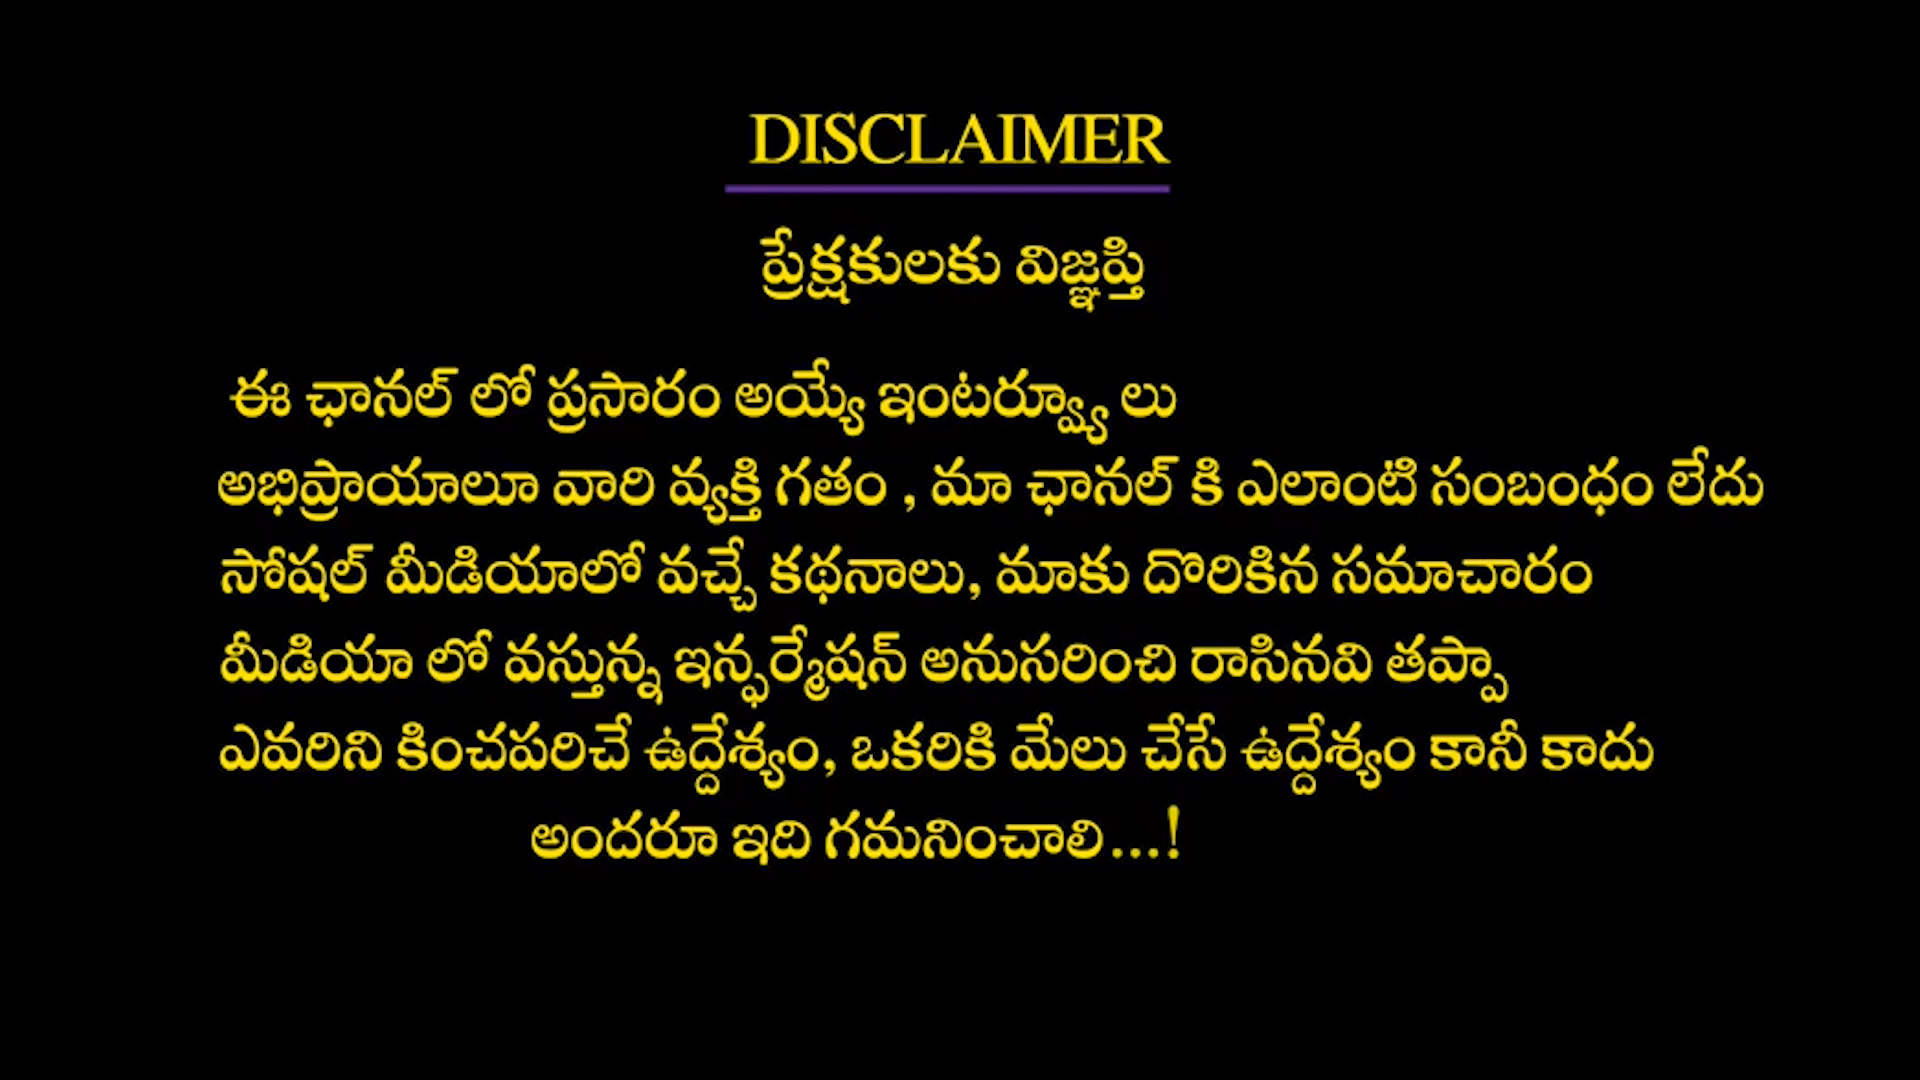 DISCLAIMER
ప్రేక్షకులకు విజ్ఞప్తి
ఈ ఛానల్ లో ప్రసారం అయ్యే ఇంటర్వ్యూ లు
అభిప్రాయాలూ వారి వ్యక్తి గతం , మా ఛానల్ కి ఎలాంటి సంబంధం లేదు
సోషల్ మీడియాలో వచ్చే కథనాలు, మాకు దొరికిన సమాచారం
మీడియా లో వస్తున్న ఇన్ఫర్మేషన్ అనుసరించి రాసినవి తప్పా
ఎవరిని కించపరిచే ఉద్దేశ్యం, ఒకరికి మేలు చేసే ఉద్దేశ్యం కానీ కాదు
అందరూ ఇది గమనించాలి...!